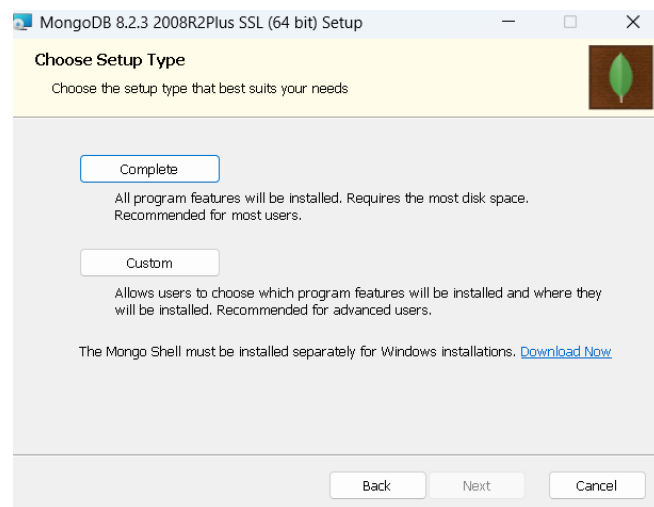 MongoDB 8.2.3 2008R2Plus SSL (64 bit) Setup
Choose Setup Type
Choose the setup type that best suits your needs
Complete
All program features will be installed. Requires the most disk space.
Recommended for most users.
Custom
Allows users to choose which program features will be installed and where they
will be installed. Recommended for advanced users.
The Mongo Shell must be installed separately for Windows installations. Download Now
Back Next Cancel